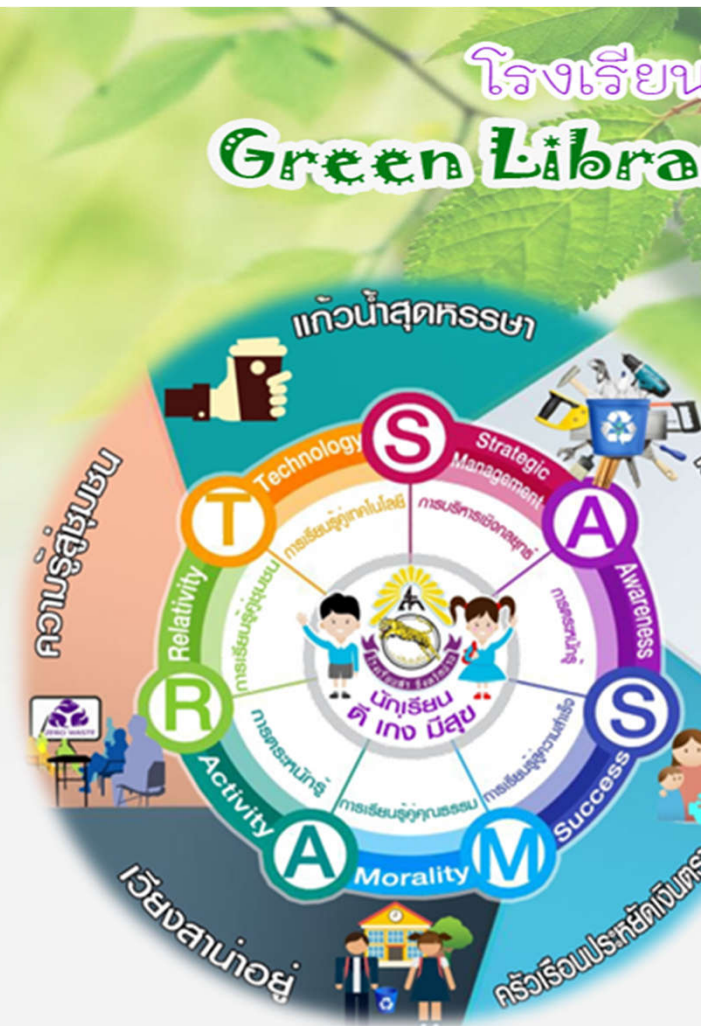 โรงเรียน
Green Libra
แก้วน้ำสุดหรรษา
ความรู้สู่ชุมชน
ZERO WASTE
เวียงสาน่าอยู่
ครัวเรือนประหยัดเงินตรา
S
Strategic
Management
การบริหารเชิงกลยุทธ์
A
Awareness
การตระหนักรู้
S
Success
การเรียนรู้คู่ความสำเร็จ
M
Morality
การเรียนรู้คู่คุณธรรม
A
Activity
การตระหนักรู้
R
Relativity
การเรียนรู้คู่ชุมชน
T
Technology
การเรียนรู้คู่เทคโนโลยี
นักเรียน
ดี เก่ง มีสุข